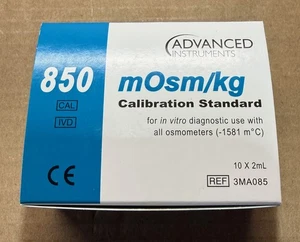 ADVANCED
INSTRUMENTS
850 mOsm/kg
CAL
Calibration Standard
IVD
for in vitro diagnostic use with
all osmometers (-1581 m°C)
CE
10 X 2mL
REF 3MA085